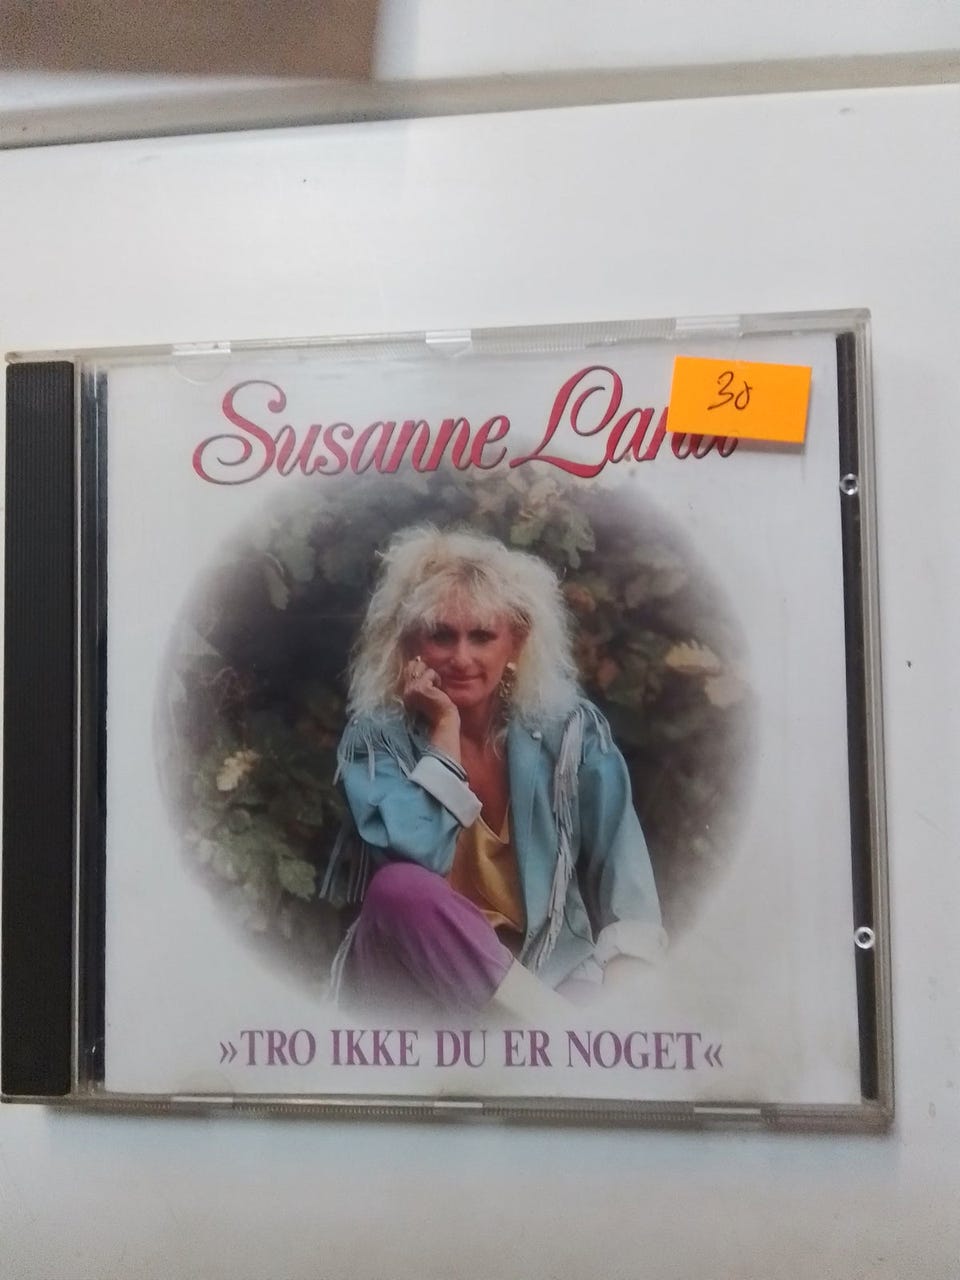 Susanne
30
»TRO IKKE DU ER NOGET«